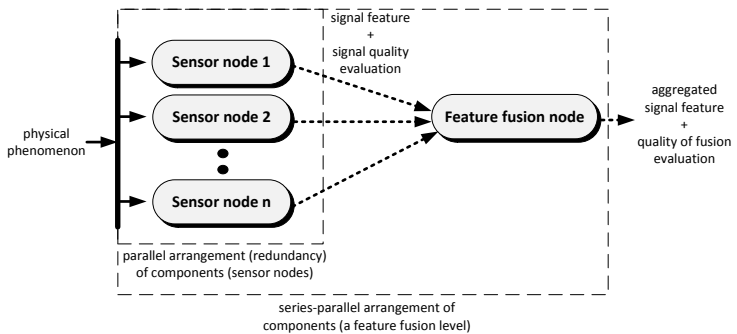 signal feature
+
signal quality
evaluation
Sensor node 1
Sensor node 2
Sensor node n
physical
phenomenon
Feature fusion node
aggregated
signal feature
+
quality of fusion
evaluation
parallel arrangement (redundancy)
of components (sensor nodes)
series-parallel arrangement of
components (a feature fusion level)